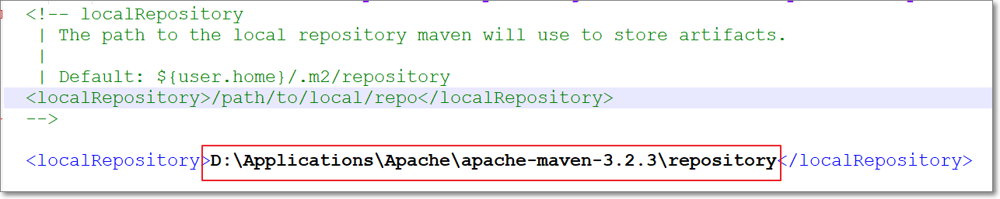 <!-- localRepository
| The path to the local repository maven will use to store artifacts.
|
| Default: ${user.home}/.m2/repository
<localRepository>/path/to/local/repo</localRepository>
-->
<localRepository>D:\Applications\Apache\apache-maven-3.2.3\repository</localRepository>